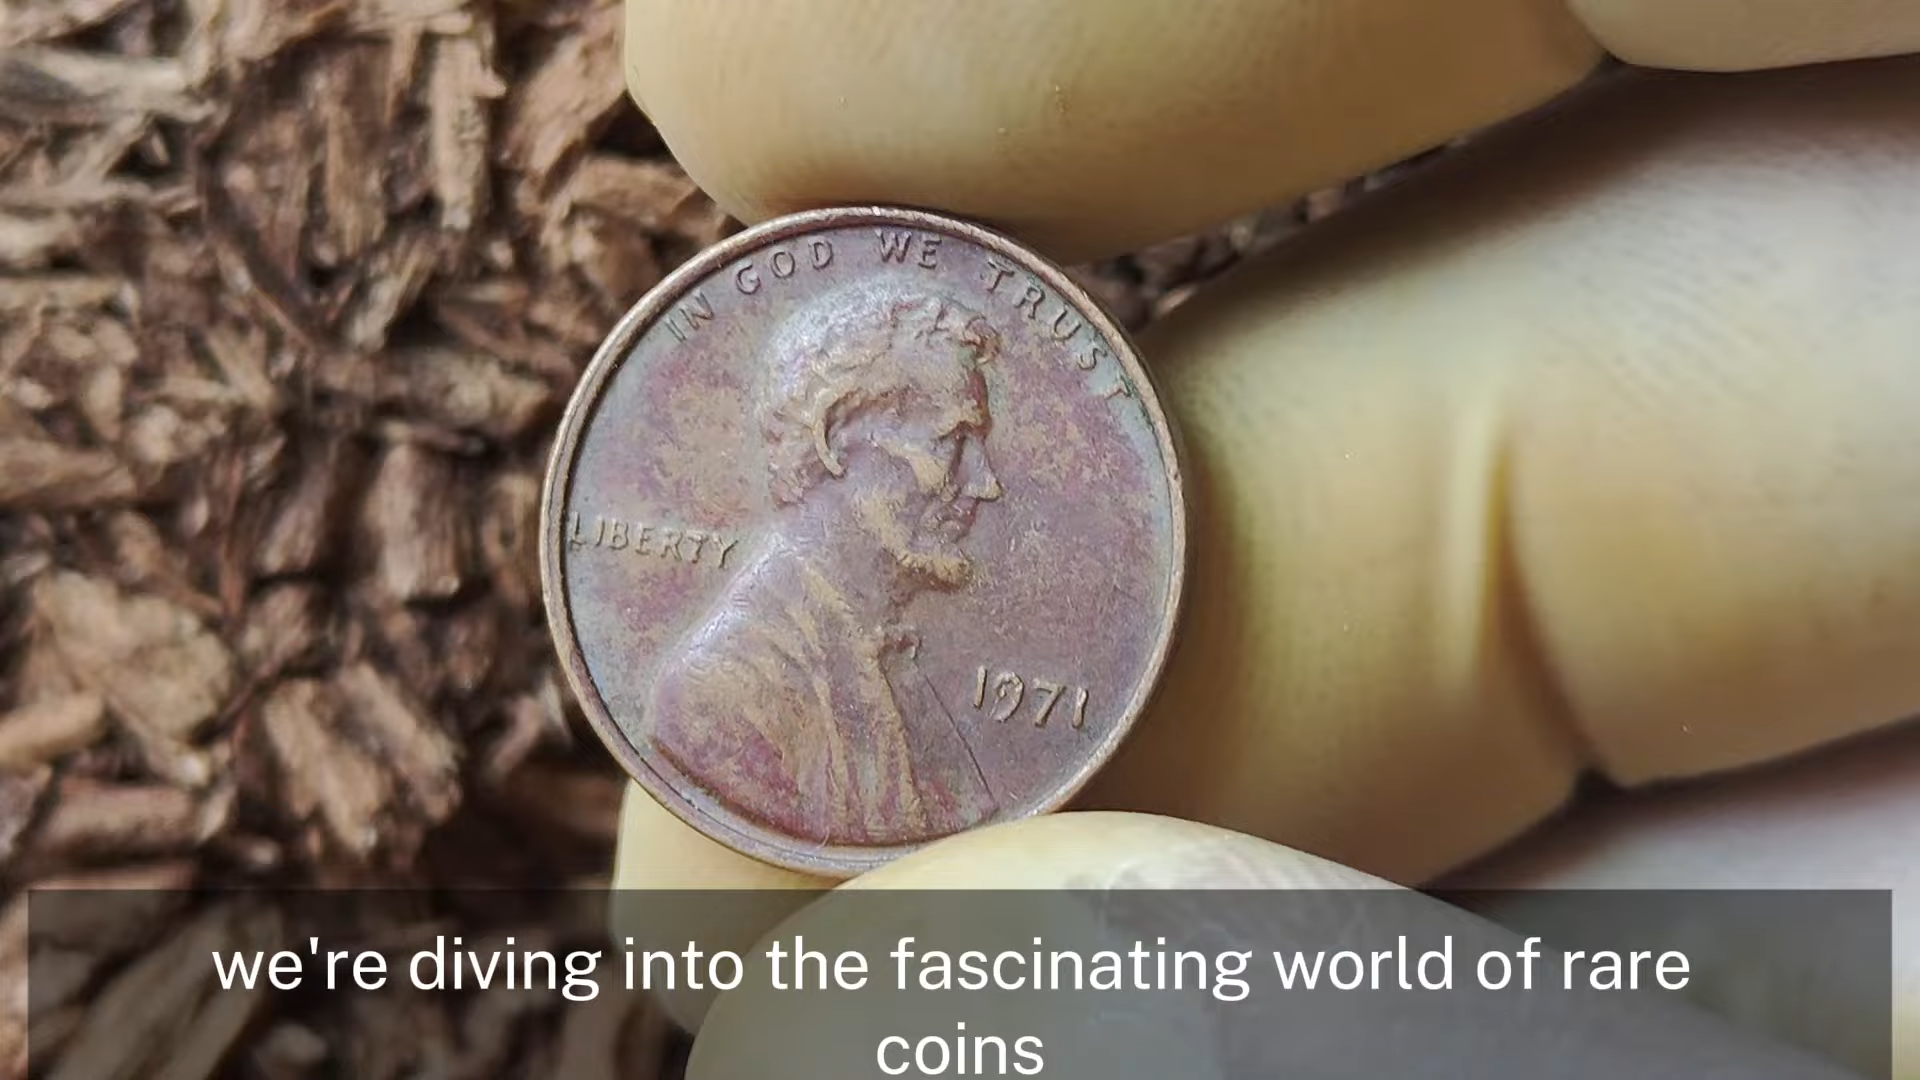 IN GOD WE TRUST
LIBERTY
1971
we're diving into the fascinating world of rare
coins